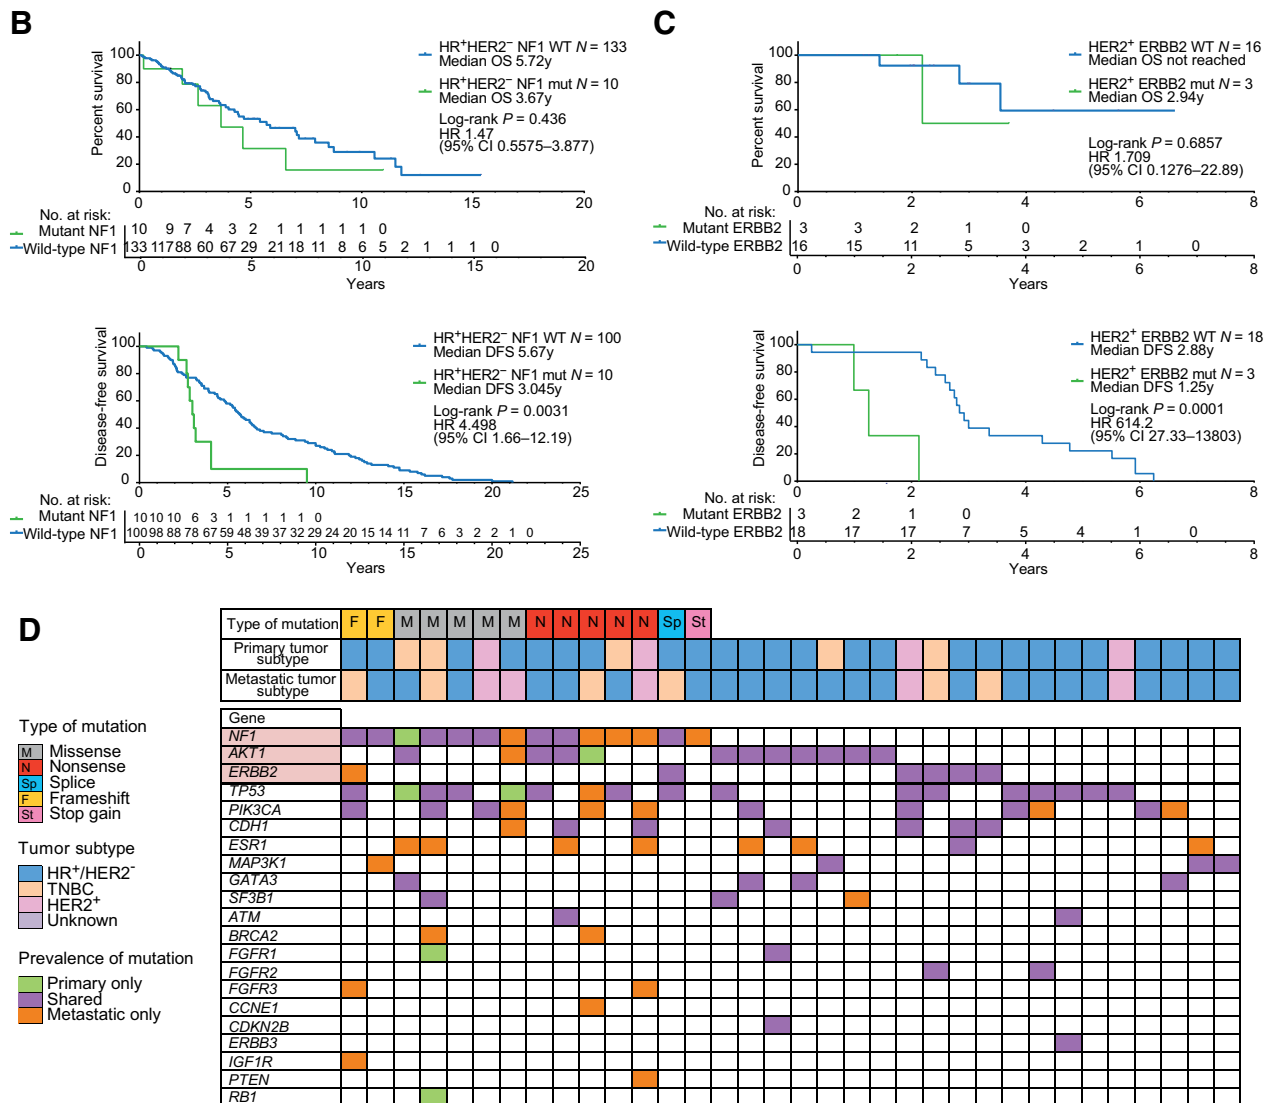 B
100
80
60
40
20
0
Percent survival
HR⁺HER2⁻ NF1 WT N = 133
Median OS 5.72y
HR⁺HER2⁻ NF1 mut N = 10
Median OS 3.67y
Log-rank P = 0.436
HR 1.47
(95% CI 0.5575–3.877)
0 5 10 15 20
No. at risk:
Mutant NF1 10 9 7 4 3 2 1 1 1 1 1 0
Wild-type NF1 133 117 88 60 67 29 21 18 11 8 6 5 2 1 1 1 0
0 5 10 15 20
Years
100
80
60
40
20
0
Disease-free survival
HR⁺HER2⁻ NF1 WT N = 100
Median DFS 5.67y
HR⁺HER2⁻ NF1 mut N = 10
Median DFS 3.045y
Log-rank P = 0.0031
HR 4.498
(95% CI 1.66–12.19)
0 5 10 15 20 25
No. at risk:
Mutant NF1 10 10 10 6 3 1 1 1 1 1 0
Wild-type NF1 100 98 88 78 67 59 48 39 37 32 29 24 20 15 14 11 7 6 3 2 2 1 0
0 5 10 15 20 25
Years
C
100
80
60
40
20
0
Percent survival
HER2⁺ ERBB2 WT N = 16
Median OS not reached
HER2⁺ ERBB2 mut N = 3
Median OS 2.94y
Log-rank P = 0.6857
HR 1.709
(95% CI 0.1276–22.89)
0 2 4 6 8
No. at risk:
Mutant ERBB2 3 3 2 1 0
Wild-type ERBB2 16 15 11 5 3 2 1 0
0 2 4 6 8
Years
100
80
60
40
20
0
Disease-free survival
HER2⁺ ERBB2 WT N = 18
Median DFS 2.88y
HER2⁺ ERBB2 mut N = 3
Median DFS 1.25y
Log-rank P = 0.0001
HR 614.2
(95% CI 27.33–13803)
0 2 4 6 8
No. at risk:
Mutant ERBB2 3 2 1 0
Wild-type ERBB2 18 17 17 7 5 4 1 0
0 2 4 6 8
Years
D
Type of mutation F F M M M M M N N N N N Sp St
Primary tumor
subtype
Metastatic tumor
subtype
Gene
NF1
AKT1
ERBB2
TP53
PIK3CA
CDH1
ESR1
MAP3K1
GATA3
SF3B1
ATM
BRCA2
FGFR1
FGFR2
FGFR3
CCNE1
CDKN2B
ERBB3
IGF1R
PTEN
RB1
Type of mutation
M Missense
N Nonsense
Sp Splice
F Frameshift
St Stop gain
Tumor subtype
HR⁺/HER2⁻
TNBC
HER2⁺
Unknown
Prevalence of mutation
Primary only
Shared
Metastatic only